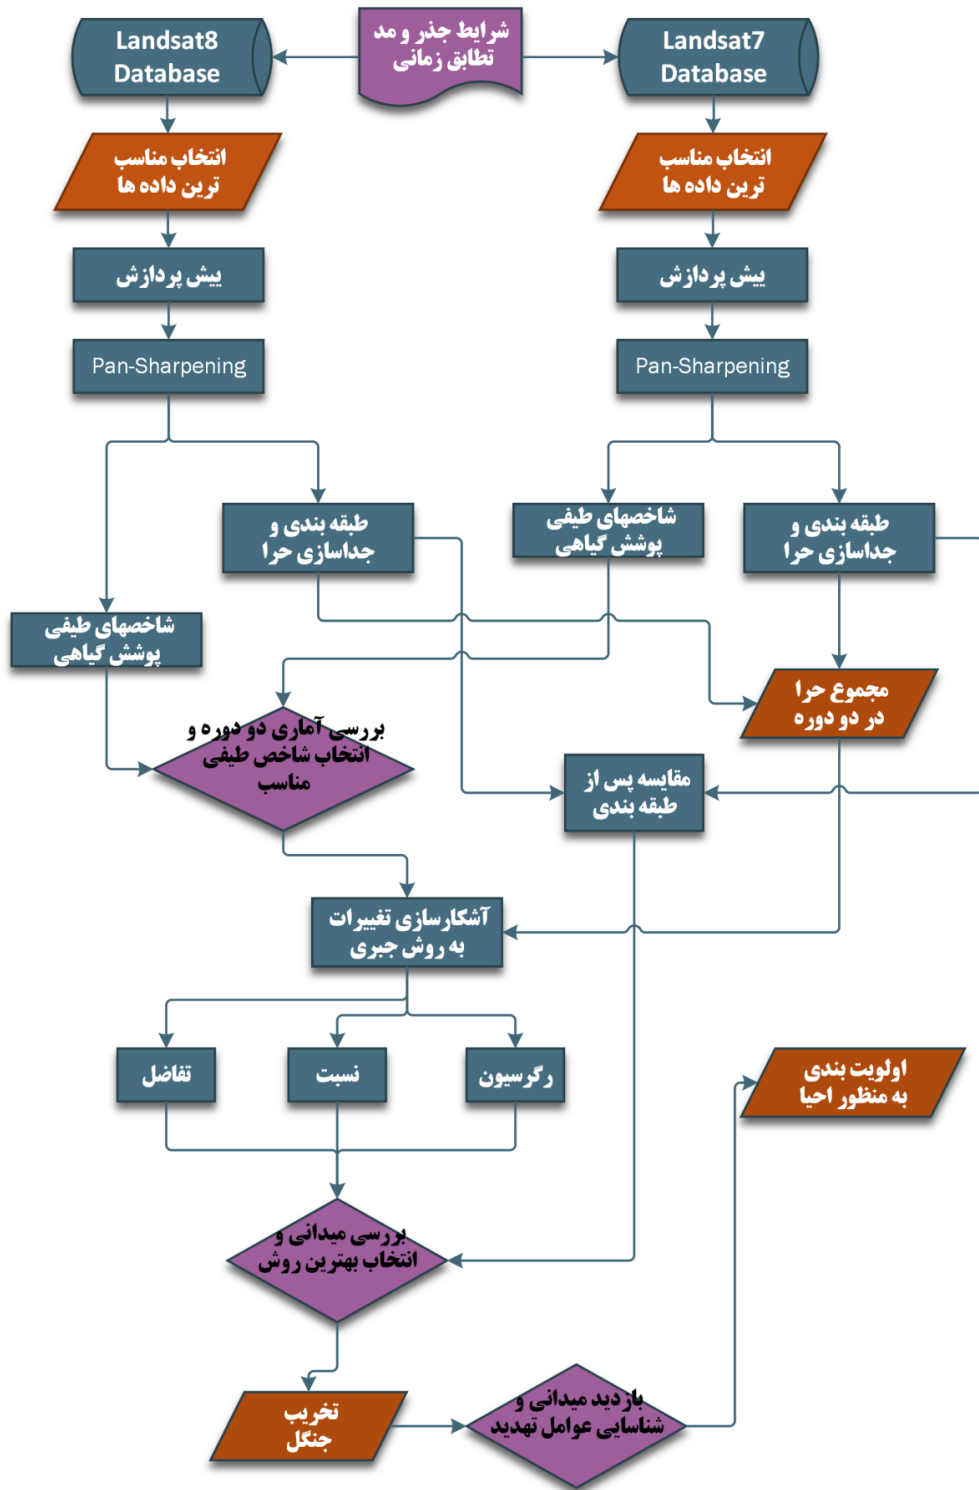 شرایط جذر و مد
تطابق زمانی
Landsat8
Database
Landsat7
Database
انتخاب مناسب
ترین داده ها
انتخاب مناسب
ترین داده ها
پیش پردازش
پیش پردازش
Pan-Sharpening
Pan-Sharpening
طبقه بندی و
جداسازی حرا
شاخصهای طیفی
پوشش گیاهی
طبقه بندی و
جداسازی حرا
شاخصهای طیفی
پوشش گیاهی
مجموع حرا
در دو دوره
بررسی آماری دو دوره و
انتخاب شاخص طیفی
مناسب
مقایسه پس از
طبقه بندی
آشکارسازی تغییرات
به روش جبری
تفاضل
نسبت
رگرسیون
اولویت بندی
به منظور احیا
بررسی میدانی و
انتخاب بهترین روش
تخریب
جنگل
بازدید میدانی و
شناسایی عوامل تهدید